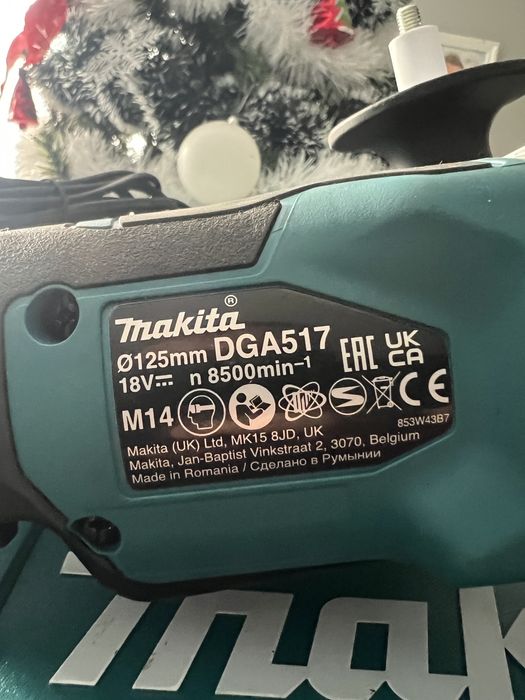 makita®
Ø125mm DGA517
18V⎓ n 8500min⁻¹
EAC UK CA CE
M14
853W43B7
Makita (UK) Ltd, MK15 8JD, UK
Makita, Jan-Baptist Vinkstraat 2, 3070, Belgium
Made in Romania / Сделано в Румынии
mak